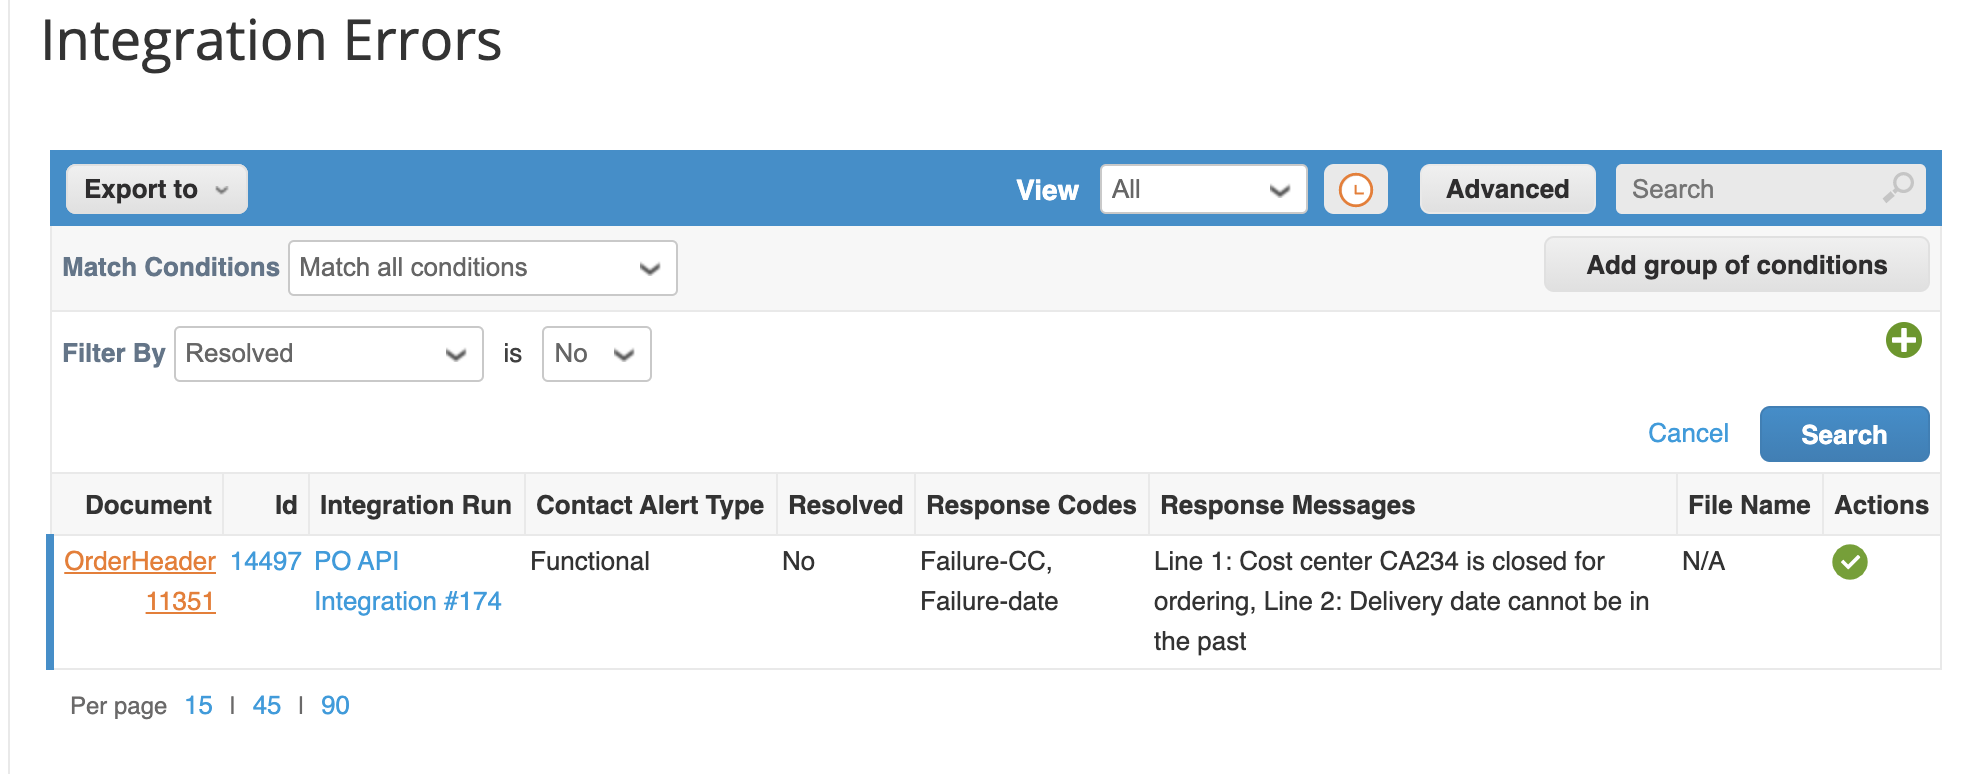 Integration Errors
Export to View All Advanced Search
Match Conditions Match all conditions Add group of conditions
Filter By Resolved is No
Cancel Search
Document Id Integration Run Contact Alert Type Resolved Response Codes Response Messages File Name Actions
OrderHeader 14497 PO API Functional No Failure-CC, Line 1: Cost center CA234 is closed for N/A
11351 Integration #174 Failure-date ordering, Line 2: Delivery date cannot be in
the past
Per page 15 | 45 | 90